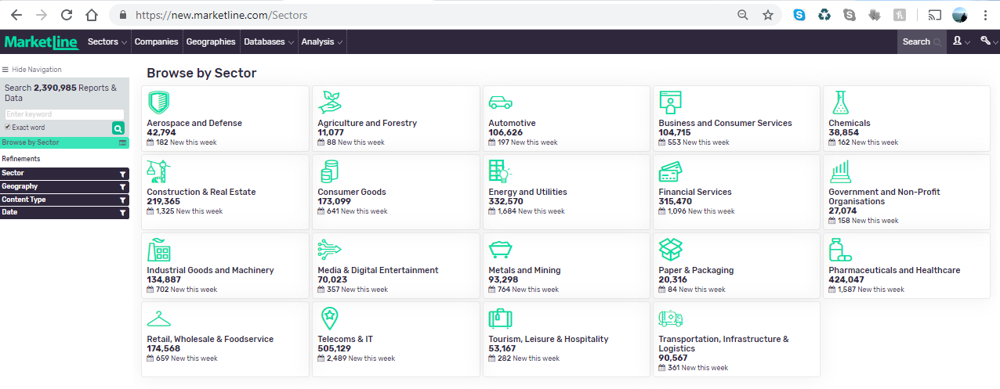 https://new.marketline.com/Sectors
MarketLine Sectors Companies Geographies Databases Analysis Search
Hide Navigation
Search 2,390,985 Reports &
Data
Enter keyword
Exact word
Browse by Sector
Refinements
Sector
Geography
Content Type
Date
Browse by Sector
Aerospace and Defense
42,794
182 New this week
Agriculture and Forestry
11,077
88 New this week
Automotive
106,626
197 New this week
Business and Consumer Services
104,715
553 New this week
Chemicals
38,854
162 New this week
Construction & Real Estate
219,365
1,325 New this week
Consumer Goods
173,099
641 New this week
Energy and Utilities
332,570
1,684 New this week
Financial Services
315,470
1,096 New this week
Government and Non-Profit
Organisations
27,074
158 New this week
Industrial Goods and Machinery
134,887
702 New this week
Media & Digital Entertainment
70,023
357 New this week
Metals and Mining
93,298
764 New this week
Paper & Packaging
20,316
84 New this week
Pharmaceuticals and Healthcare
424,047
1,587 New this week
Retail, Wholesale & Foodservice
174,568
659 New this week
Telecoms & IT
505,129
2,489 New this week
Tourism, Leisure & Hospitality
53,167
282 New this week
Transportation, Infrastructure &
Logistics
90,567
361 New this week